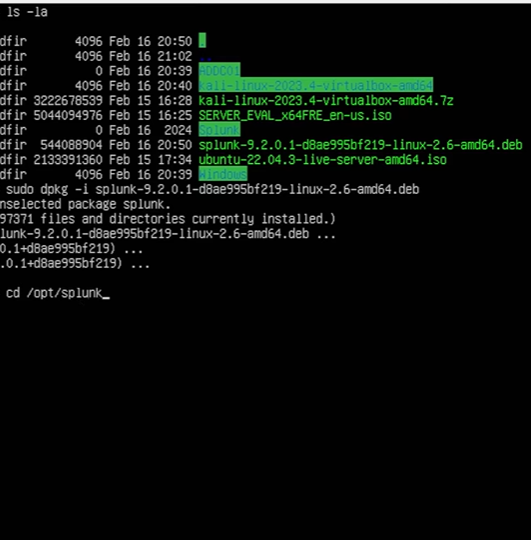 ls -la
dfir 4096 Feb 16 20:50 .
dfir 4096 Feb 16 21:02 ..
dfir 0 Feb 16 20:39 ADDC01
dfir 4096 Feb 16 20:40 kali-linux-2023.4-virtualbox-amd64
dfir 3222678539 Feb 15 16:28 kali-linux-2023.4-virtualbox-amd64.7z
dfir 5044094976 Feb 15 16:25 SERVER_EVAL_x64FRE_en-us.iso
dfir 0 Feb 16 2024 Splunk
dfir 544088904 Feb 16 20:50 splunk-9.2.0.1-d8ae995bf219-linux-2.6-amd64.deb
dfir 2133391360 Feb 15 17:34 ubuntu-22.04.3-live-server-amd64.iso
dfir 4096 Feb 16 20:39 Windows
sudo dpkg -i splunk-9.2.0.1-d8ae995bf219-linux-2.6-amd64.deb
nselected package splunk.
97371 files and directories currently installed.)
lunk-9.2.0.1-d8ae995bf219-linux-2.6-amd64.deb ...
0.1+d8ae995bf219) ...
.0.1+d8ae995bf219) ...
cd /opt/splunk_